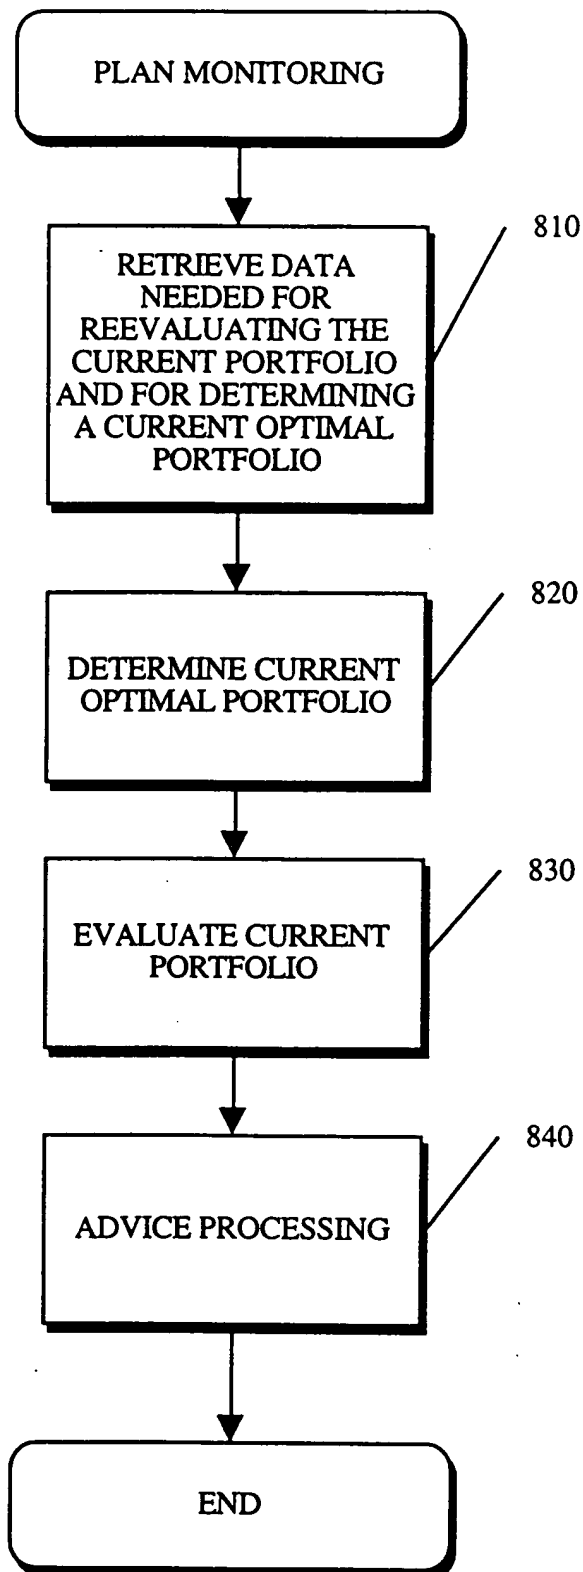 PLAN MONITORING
810
RETRIEVE DATA
NEEDED FOR
REEVALUATING THE
CURRENT PORTFOLIO
AND FOR DETERMINING
A CURRENT OPTIMAL
PORTFOLIO
820
DETERMINE CURRENT
OPTIMAL PORTFOLIO
830
EVALUATE CURRENT
PORTFOLIO
840
ADVICE PROCESSING
END